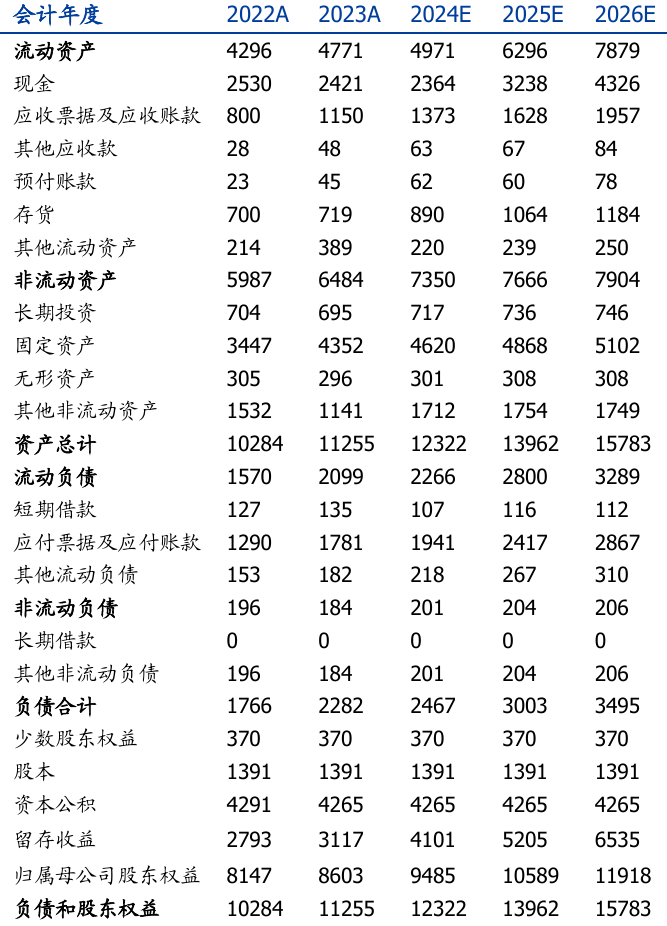 会计年度 2022A 2023A 2024E 2025E 2026E
流动资产 4296 4771 4971 6296 7879
现金 2530 2421 2364 3238 4326
应收票据及应收账款 800 1150 1373 1628 1957
其他应收款 28 48 63 67 84
预付账款 23 45 62 60 78
存货 700 719 890 1064 1184
其他流动资产 214 389 220 239 250
非流动资产 5987 6484 7350 7666 7904
长期投资 704 695 717 736 746
固定资产 3447 4352 4620 4868 5102
无形资产 305 296 301 308 308
其他非流动资产 1532 1141 1712 1754 1749
资产总计 10284 11255 12322 13962 15783
流动负债 1570 2099 2266 2800 3289
短期借款 127 135 107 116 112
应付票据及应付账款 1290 1781 1941 2417 2867
其他流动负债 153 182 218 267 310
非流动负债 196 184 201 204 206
长期借款 0 0 0 0 0
其他非流动负债 196 184 201 204 206
负债合计 1766 2282 2467 3003 3495
少数股东权益 370 370 370 370 370
股本 1391 1391 1391 1391 1391
资本公积 4291 4265 4265 4265 4265
留存收益 2793 3117 4101 5205 6535
归属母公司股东权益 8147 8603 9485 10589 11918
负债和股东权益 10284 11255 12322 13962 15783